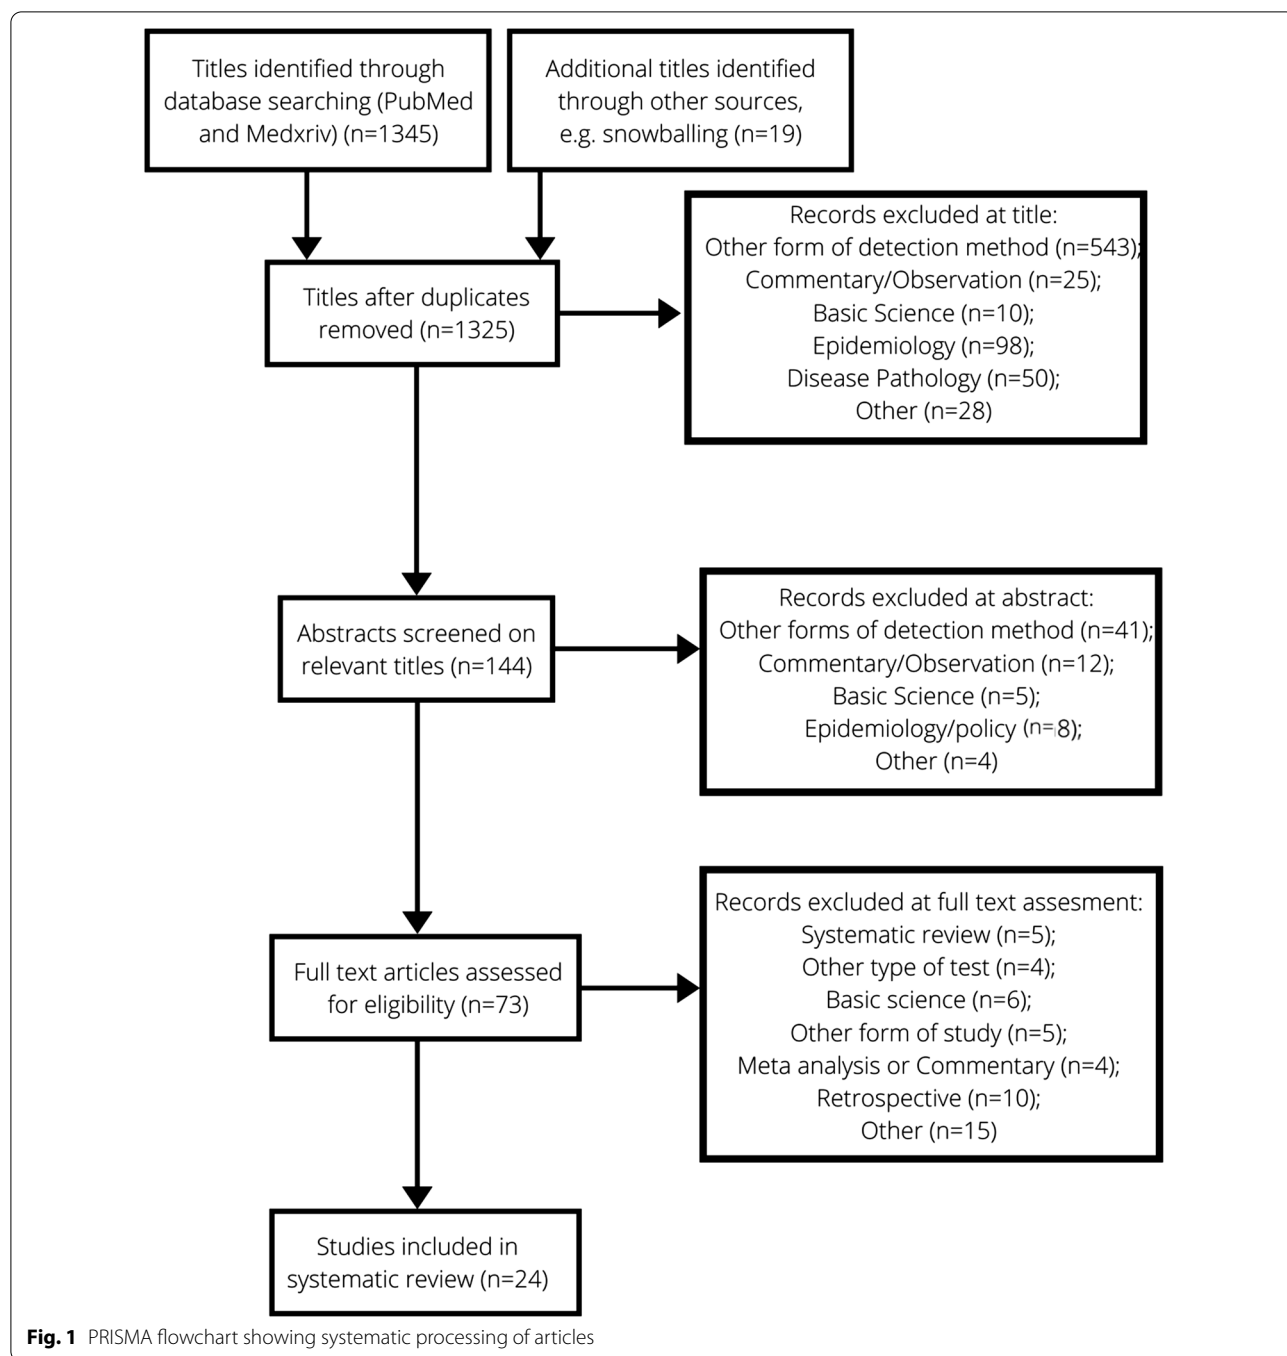 Titles identified through
database searching (PubMed
and Medxriv) (n=1345)
Additional titles identified
through other sources,
e.g. snowballing (n=19)
Records excluded at title:
Other form of detection method (n=543);
Commentary/Observation (n=25);
Basic Science (n=10);
Epidemiology (n=98);
Disease Pathology (n=50);
Other (n=28)
Titles after duplicates
removed (n=1325)
Abstracts screened on
relevant titles (n=144)
Records excluded at abstract:
Other forms of detection method (n=41);
Commentary/Observation (n=12);
Basic Science (n=5);
Epidemiology/policy (n=8);
Other (n=4)
Full text articles assessed
for eligibility (n=73)
Records excluded at full text assesment:
Systematic review (n=5);
Other type of test (n=4);
Basic science (n=6);
Other form of study (n=5);
Meta analysis or Commentary (n=4);
Retrospective (n=10);
Other (n=15)
Studies included in
systematic review (n=24)
Fig. 1 PRISMA flowchart showing systematic processing of articles